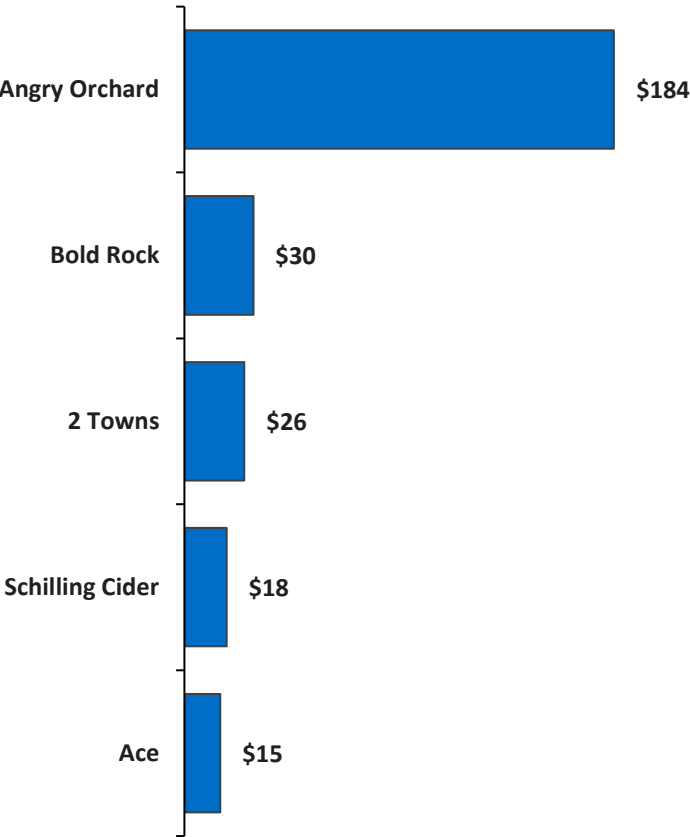 Angry Orchard $184
Bold Rock $30
2 Towns $26
Schilling Cider $18
Ace $15